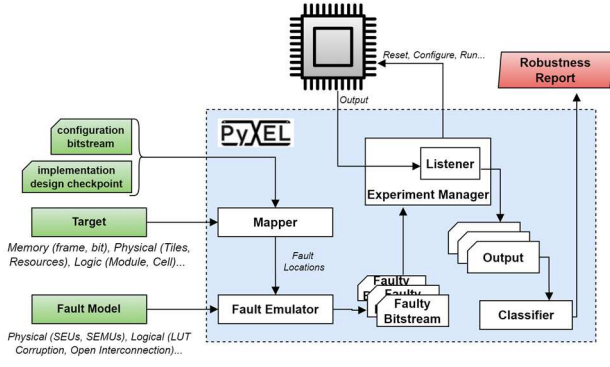 Reset, Configure, Run...
Robustness
Report
Output
configuration
bitstream
PyXEL
implementation
design checkpoint
Listener
Experiment Manager
Target
Mapper
Memory (frame, bit), Physical (Tiles,
Resources), Logic (Module, Cell)...
Fault
Locations
Output
Fault Model
Fault Emulator
Faulty
Faulty
Faulty
Bitstream
Classifier
Physical (SEUs, SEMUs), Logical (LUT
Corruption, Open Interconnection)...